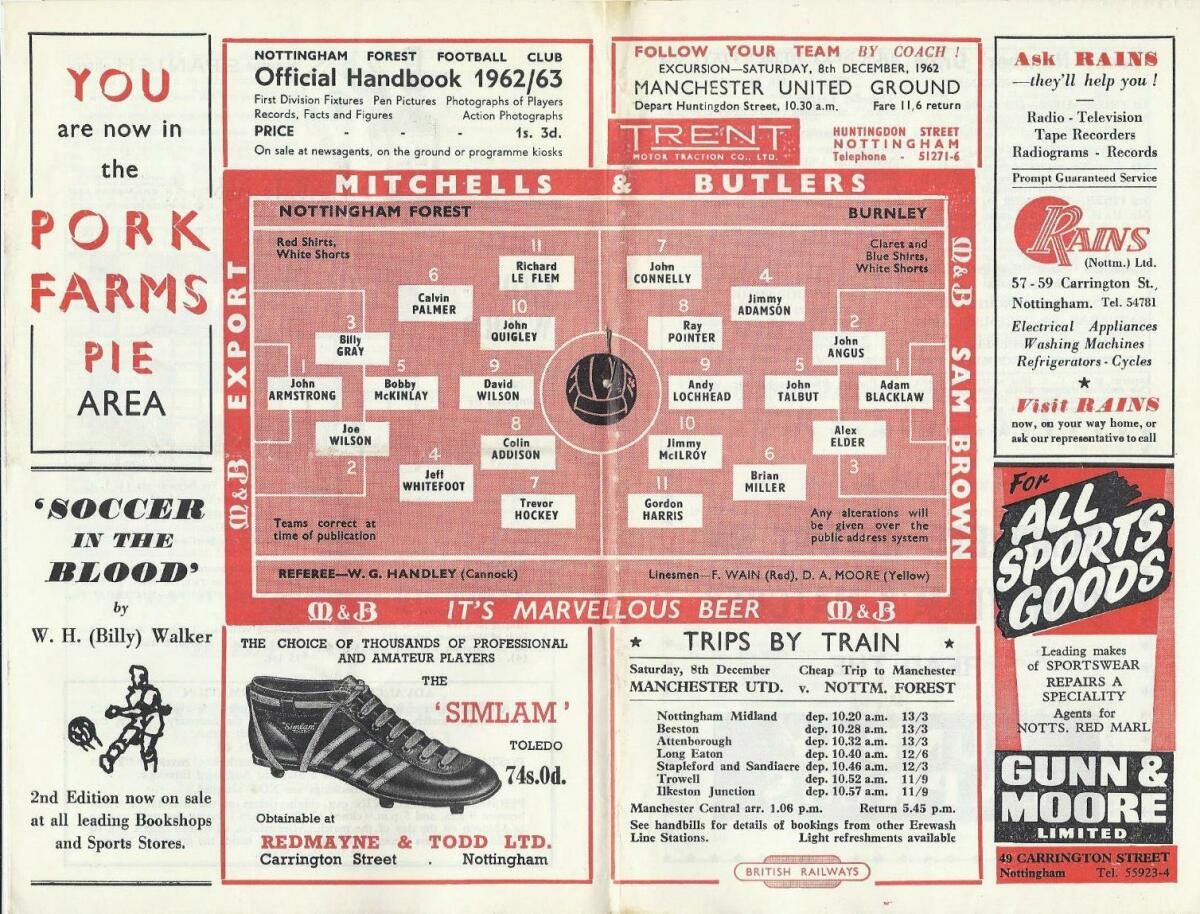 YOU
are now in
the
PORK
FARMS
PIE
AREA
'SOCCER
IN THE
BLOOD'
by
W. H. (Billy) Walker
2nd Edition now on sale
at all leading Bookshops
and Sports Stores.
NOTTINGHAM FOREST FOOTBALL CLUB
Official Handbook 1962/63
First Division Fixtures Pen Pictures Photographs of Players
Records, Facts and Figures Action Photographs
PRICE - - - 1s. 3d.
On sale at newsagents, on the ground or programme kiosks
FOLLOW YOUR TEAM BY COACH !
EXCURSION—SATURDAY, 8th DECEMBER, 1962
MANCHESTER UNITED GROUND
Depart Huntingdon Street, 10.30 a.m. Fare 11,6 return
TRENT
MOTOR TRACTION CO., LTD.
HUNTINGDON STREET
NOTTINGHAM
Telephone - 51271-6
MITCHELLS & BUTLERS
M&B EXPORT
M&B SAM BROWN
NOTTINGHAM FOREST
BURNLEY
Red Shirts,
White Shorts
Claret and
Blue Shirts,
White Shorts
1
John
ARMSTRONG
3
Billy
GRAY
Joe
WILSON
2
6
Calvin
PALMER
5
Bobby
McKINLAY
4
Jeff
WHITEFOOT
11
Richard
LE FLEM
10
John
QUIGLEY
9
David
WILSON
8
Colin
ADDISON
7
Trevor
HOCKEY
7
John
CONNELLY
8
Ray
POINTER
9
Andy
LOCHHEAD
10
Jimmy
McILROY
11
Gordon
HARRIS
4
Jimmy
ADAMSON
5
John
TALBUT
6
Brian
MILLER
2
John
ANGUS
Alex
ELDER
3
1
Adam
BLACKLAW
Teams correct at
time of publication
Any alterations will
be given over the
public address system
REFEREE—W. G. HANDLEY (Cannock)
Linesmen—F. WAIN (Red), D. A. MOORE (Yellow)
M&B IT'S MARVELLOUS BEER M&B
THE CHOICE OF THOUSANDS OF PROFESSIONAL
AND AMATEUR PLAYERS
THE
'SIMLAM'
TOLEDO
74s.0d.
"Simlam"
Obtainable at
REDMAYNE & TODD LTD.
Carrington Street . Nottingham
★ TRIPS BY TRAIN ★
Saturday, 8th December Cheap Trip to Manchester
MANCHESTER UTD. v. NOTTM. FOREST
Nottingham Midland dep. 10.20 a.m. 13/3
Beeston dep. 10.28 a.m. 13/3
Attenborough dep. 10.32 a.m. 13/3
Long Eaton dep. 10.40 a.m. 12/6
Stapleford and Sandiacre dep. 10.46 a.m. 12/3
Trowell dep. 10.52 a.m. 11/9
Ilkeston Junction dep. 10.57 a.m. 11/9
Manchester Central arr. 1.06 p.m. Return 5.45 p.m.
See handbills for details of bookings from other Erewash
Line Stations. Light refreshments available
BRITISH RAILWAYS
Ask RAINS
—they'll help you !
Radio - Television
Tape Recorders
Radiograms - Records
Prompt Guaranteed Service
RAINS
(Nottm.) Ltd.
57-59 Carrington St.,
Nottingham. Tel. 54781
Electrical Appliances
Washing Machines
Refrigerators - Cycles
★
Visit RAINS
now, on your way home, or
ask our representative to call
For
ALL
SPORTS
GOODS
Leading makes
of SPORTSWEAR
REPAIRS A
SPECIALITY
Agents for
NOTTS. RED MARL
GUNN &
MOORE
LIMITED
49 CARRINGTON STREET
Nottingham Tel. 55923-4